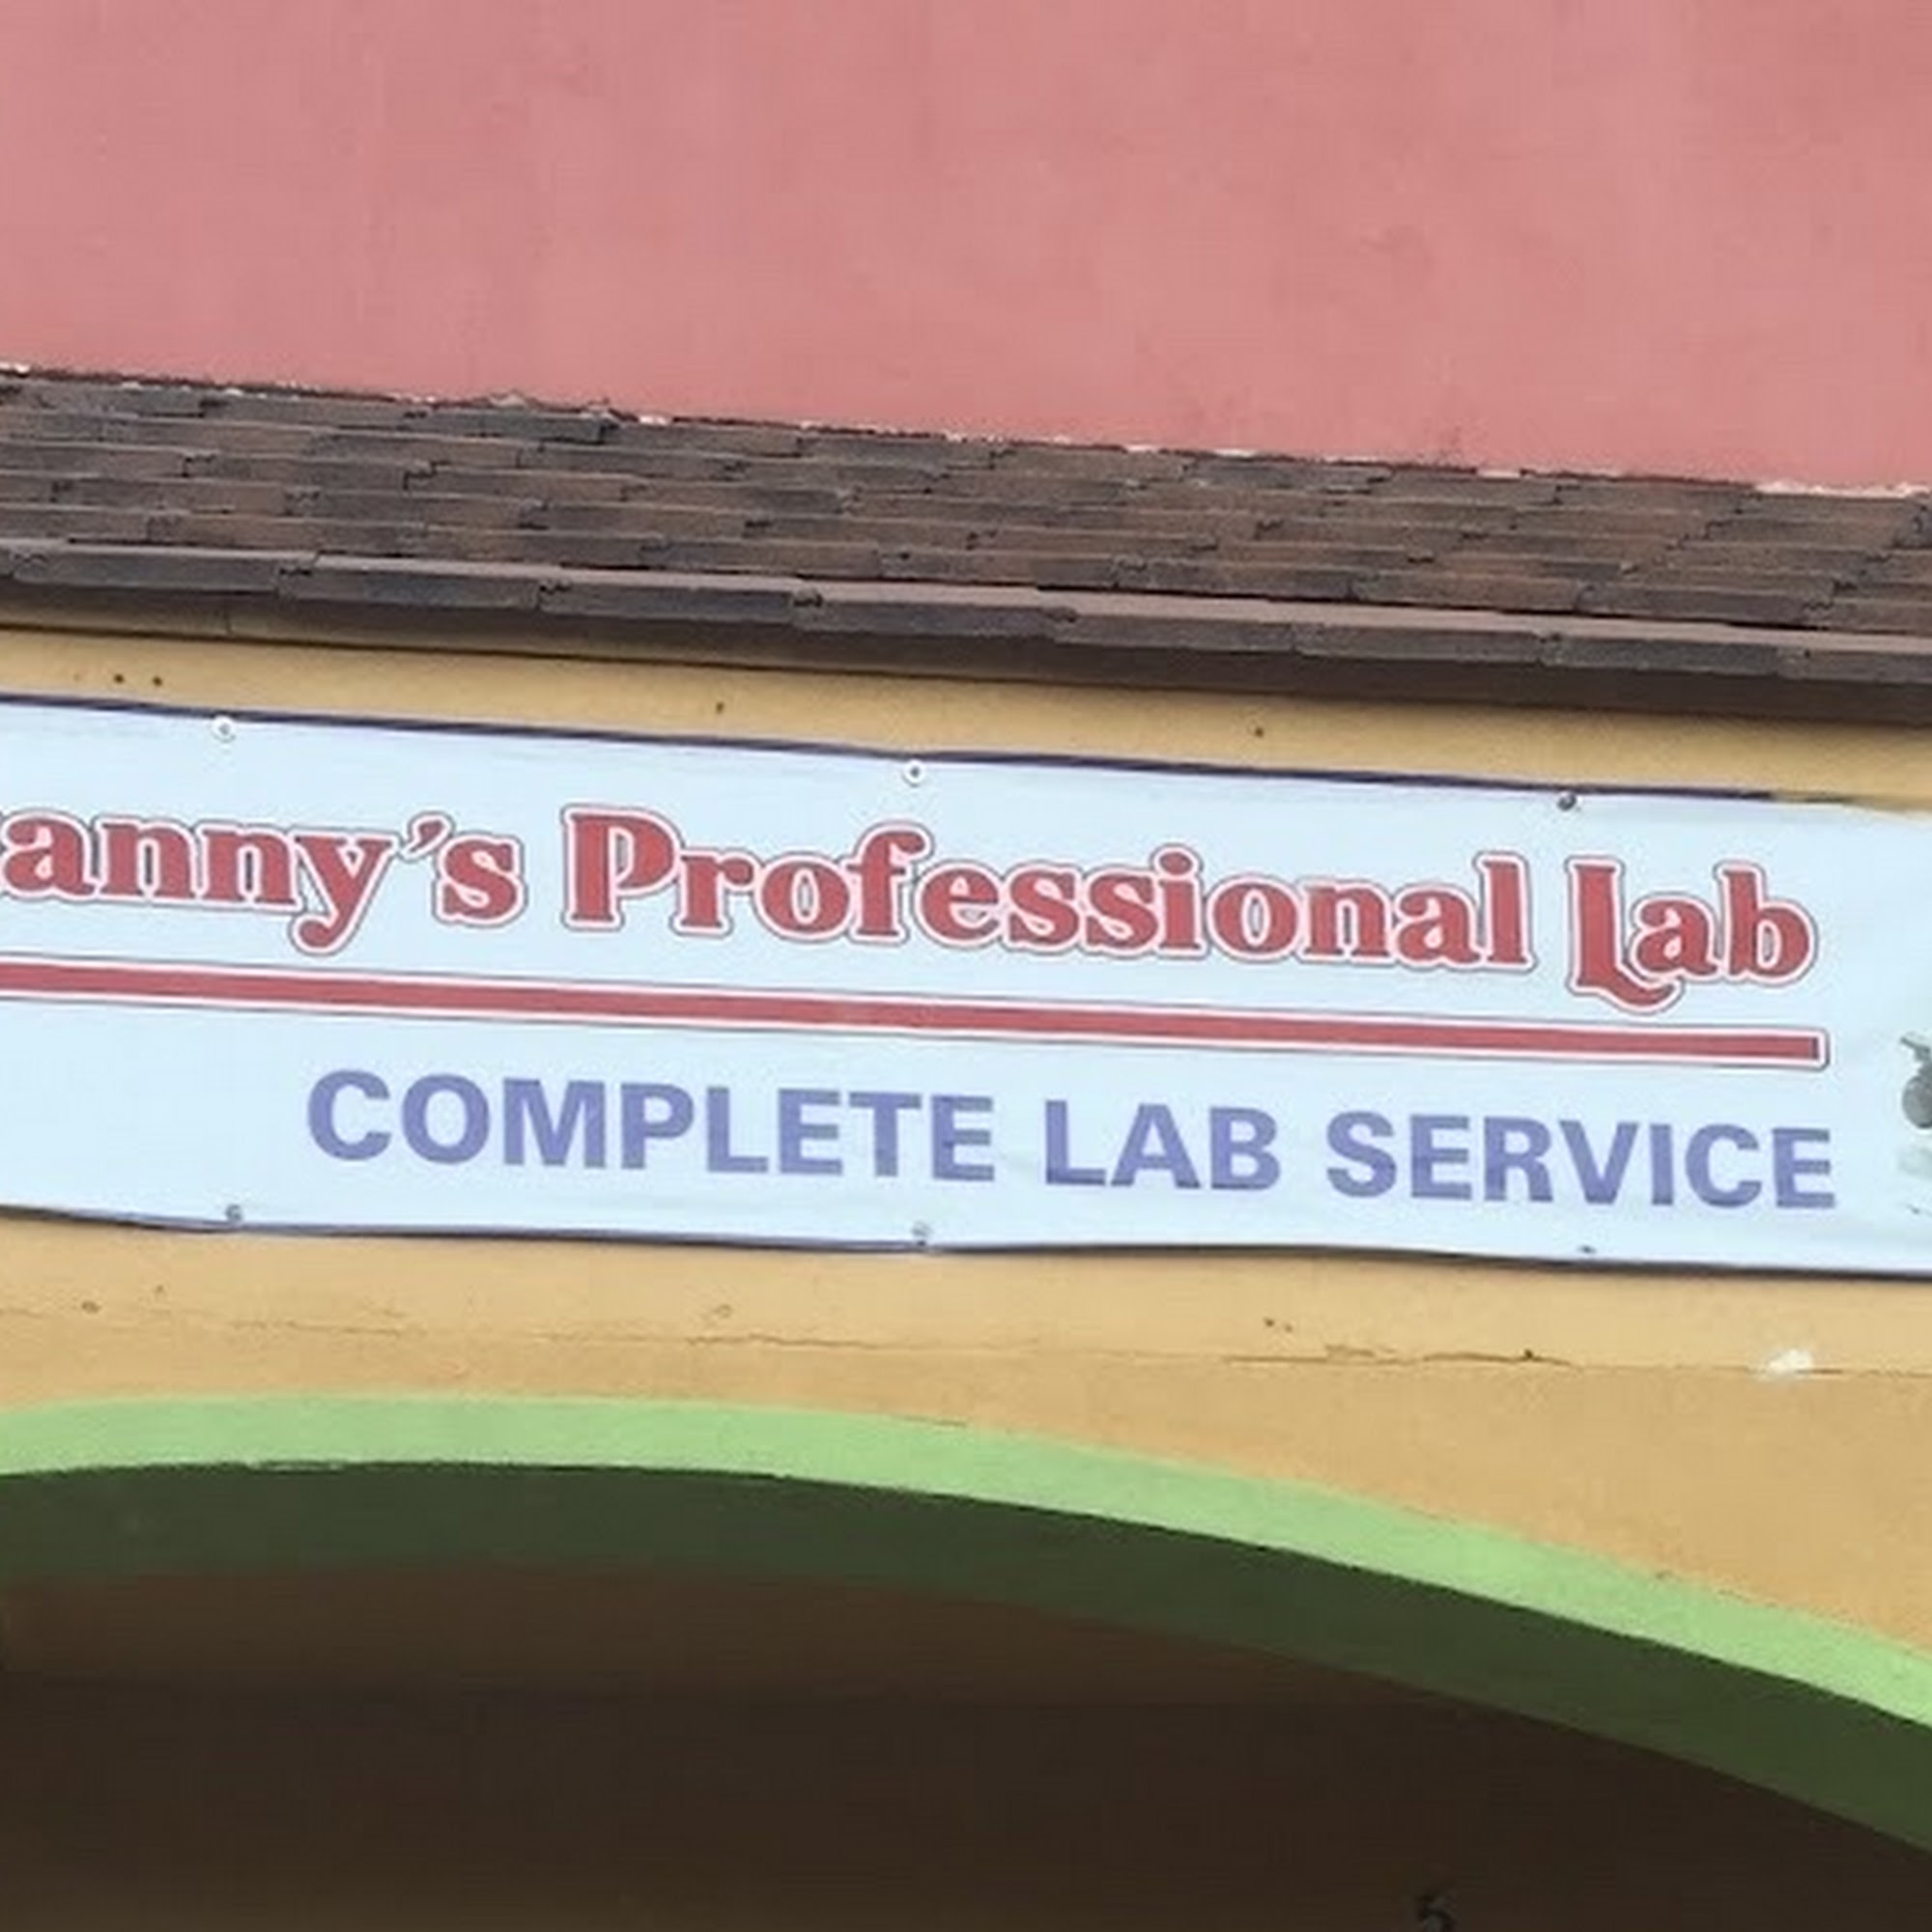 anny's Professional Lab
COMPLETE LAB SERVICE